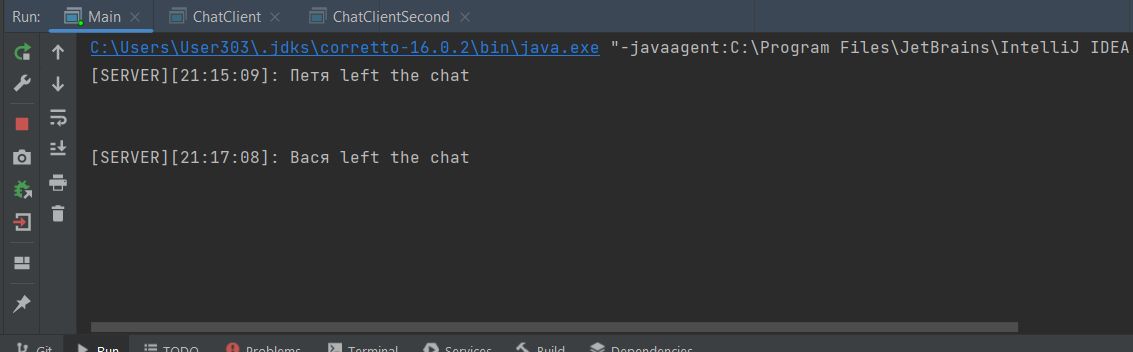 Run: Main ChatClient ChatClientSecond
C:\Users\User303\.jdks\corretto-16.0.2\bin\java.exe "-javaagent:C:\Program Files\JetBrains\IntelliJ IDEA
[SERVER][21:15:09]: Петя left the chat
[SERVER][21:17:08]: Вася left the chat
Git Run TODO Problems Terminal Services Build Dependencies